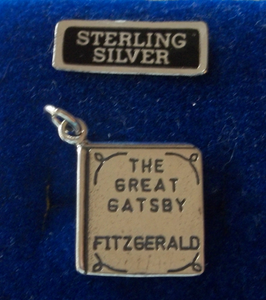 STERLING
SILVER
THE
GREAT
GATSBY
FITZGERALD